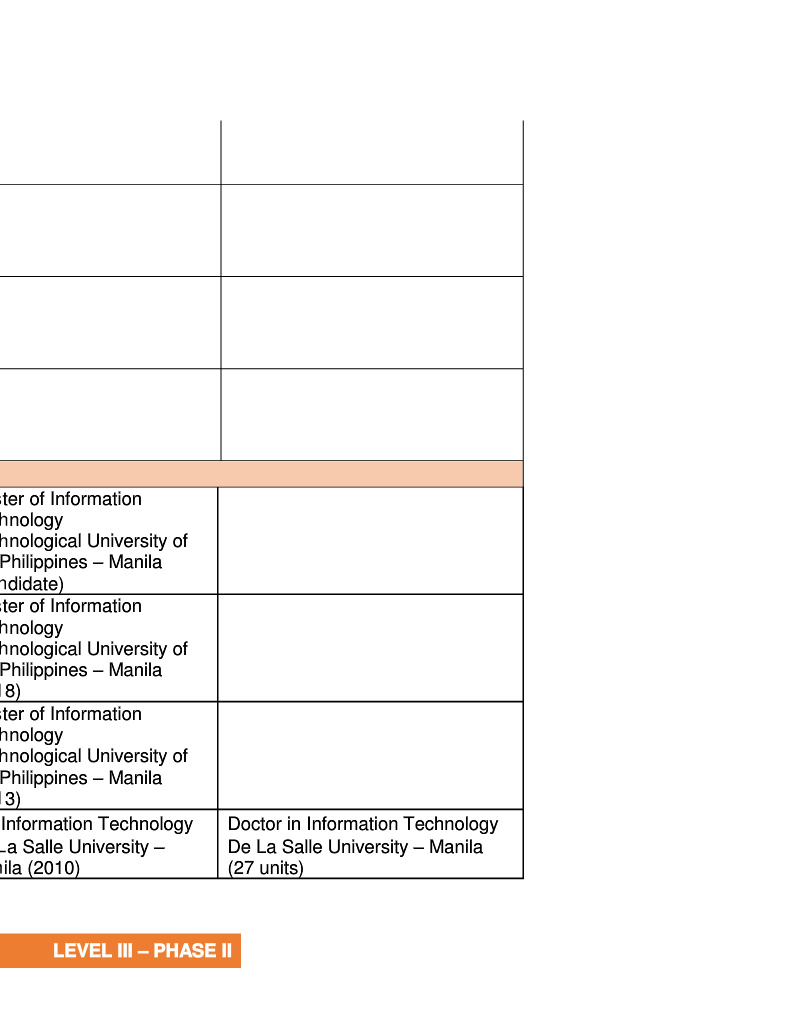 ster of Information
hnology
hnological University of
Philippines – Manila
ndidate)
ster of Information
hnology
hnological University of
Philippines – Manila
18)
ster of Information
hnology
hnological University of
Philippines – Manila
13)
Information Technology
La Salle University –
nila (2010)
Doctor in Information Technology
De La Salle University – Manila
(27 units)
LEVEL III – PHASE II